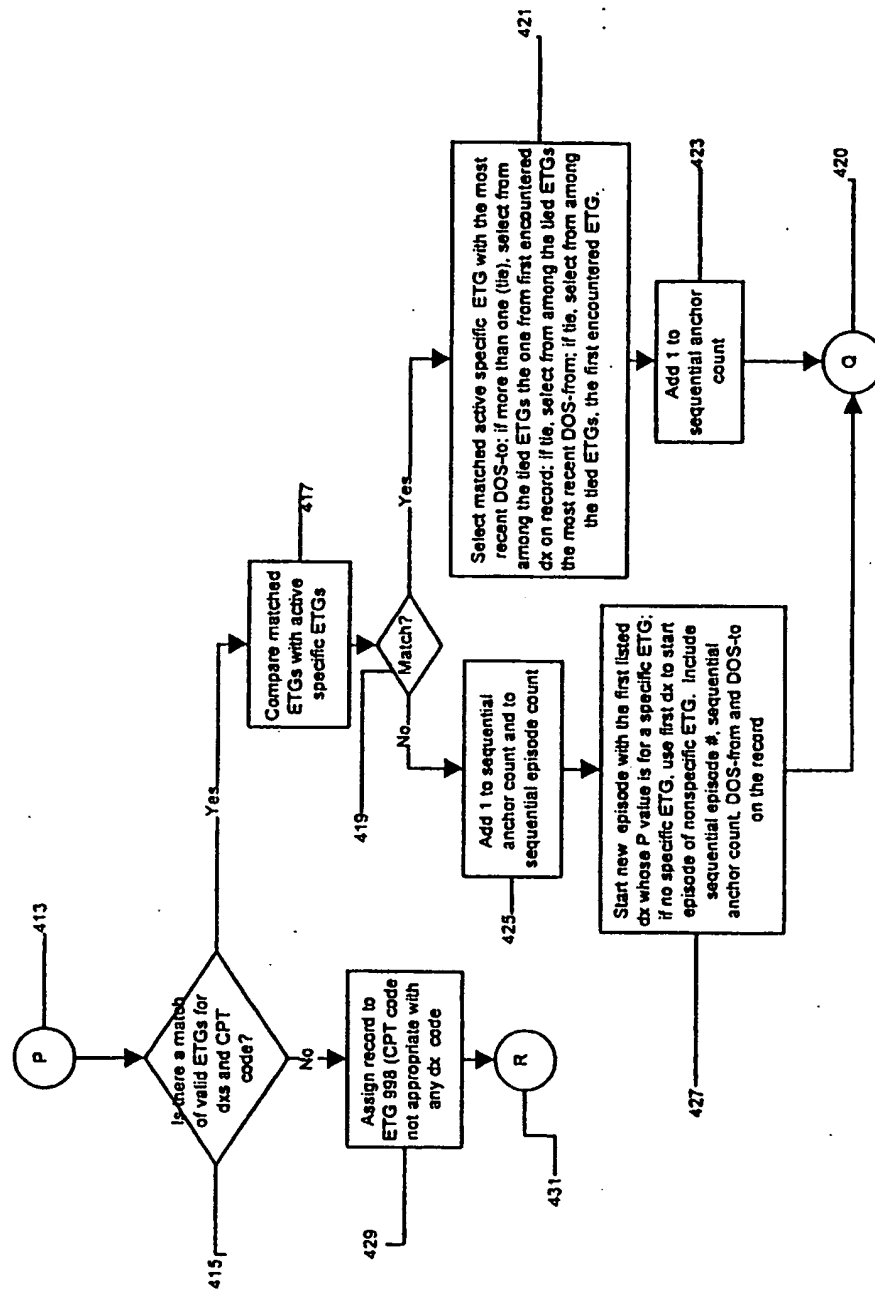 P
413
Is there a match
of valid ETGs for
dxs and CPT
code?
415
Yes
No
Compare matched
ETGs with active
specific ETGs
417
Match?
419
Yes
No
Select matched active specific ETG with the most
recent DOS-to; if more than one (tie), select from
among the tied ETGs the one from first encountered
dx on record; if tie, select from among the tied ETGs
the most recent DOS-from; if tie, select from among
the tied ETGs, the first encountered ETG.
421
Add 1 to
sequential anchor
count
423
Add 1 to sequential
anchor count and to
sequential episode count
425
Start new episode with the first listed
dx whose P value is for a specific ETG;
if no specific ETG, use first dx to start
episode of nonspecific ETG. Include
sequential episode #, sequential
anchor count, DOS-from and DOS-to
on the record
427
Q
420
Assign record to
ETG 998 (CPT code
not appropriate with
any dx code
429
R
431